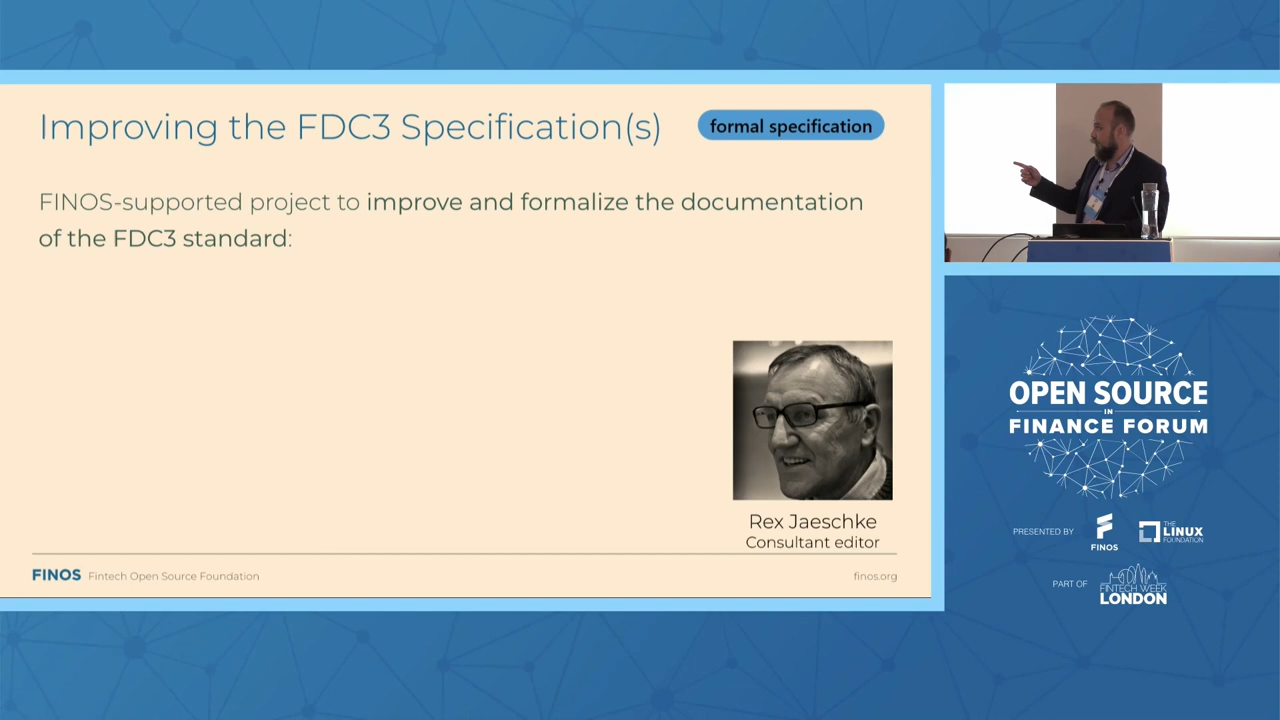 Improving the FDC3 Specification(s)
formal specification
FINOS-supported project to improve and formalize the documentation
of the FDC3 standard:
Rex Jaeschke
Consultant editor
FINOS Fintech Open Source Foundation
finos.org
OPEN SOURCE
IN
FINANCE FORUM
PRESENTED BY
FINOS
THE
LINUX
FOUNDATION
PART OF
FINTECH WEEK
LONDON